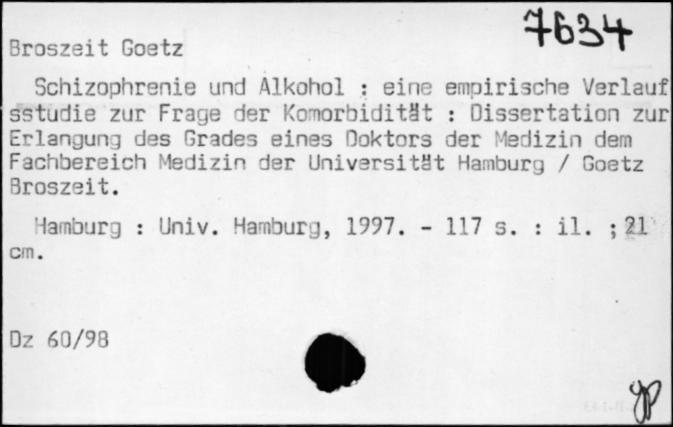 7634
Broszeit Goetz
Schizophrenie und Alkohol : eine empirische Verlauf
sstudie zur Frage der Komorbidität : Dissertation zur
Erlangung des Grades eines Doktors der Medizin dem
Fachbereich Medizin der Universität Hamburg / Goetz
Broszeit.
Hamburg : Univ. Hamburg, 1997. - 117 s. : il. ; 21
cm.
Dz 60/98